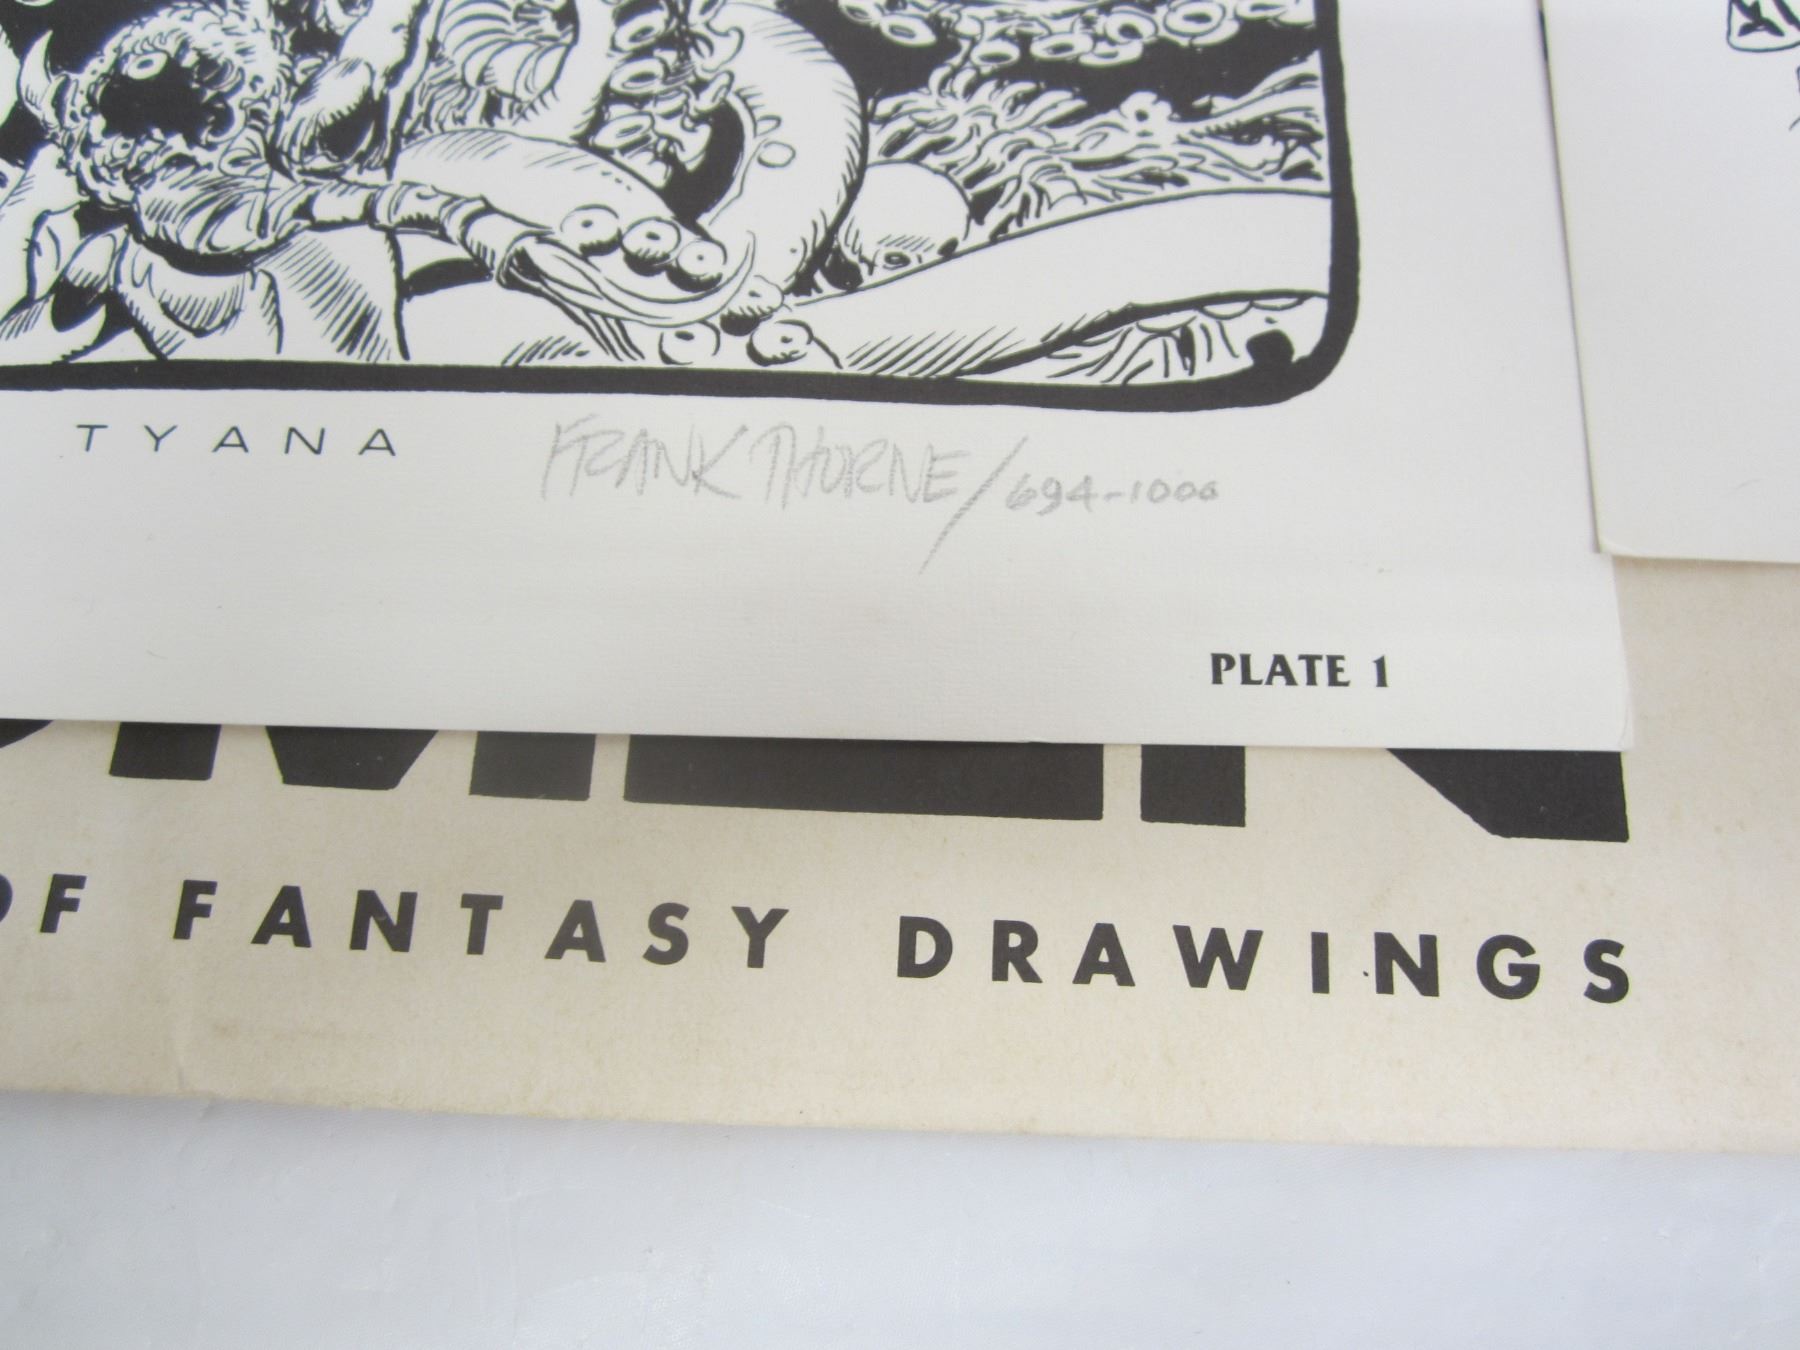 TYANA
FRANK THORNE/694-1000
PLATE 1
OF FANTASY DRAWINGS